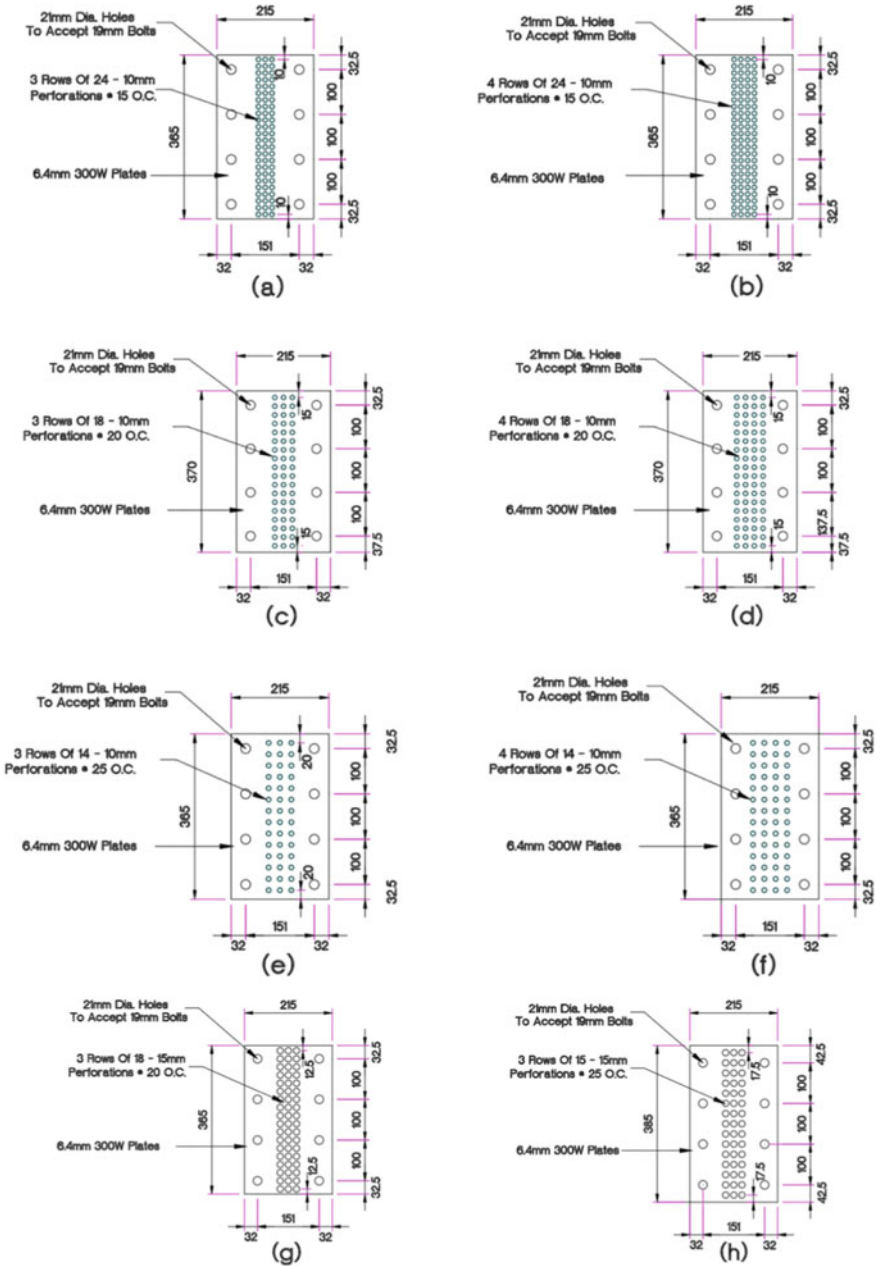 215
21mm Dia. Holes
To Accept 19mm Bolts
3 Rows Of 24 - 10mm
Perforations • 15 O.C.
6.4mm 300W Plates
365
10
10
32.5
100
100
100
32.5
151
32
32
(a)
215
21mm Dia. Holes
To Accept 19mm Bolts
4 Rows Of 24 - 10mm
Perforations • 15 O.C.
6.4mm 300W Plates
365
10
10
32.5
100
100
100
32.5
151
32
32
(b)
215
21mm Dia. Holes
To Accept 19mm Bolts
3 Rows Of 18 - 10mm
Perforations • 20 O.C.
6.4mm 300W Plates
370
15
15
32.5
100
100
100
37.5
151
32
32
(c)
215
21mm Dia. Holes
To Accept 19mm Bolts
4 Rows Of 18 - 10mm
Perforations • 20 O.C.
6.4mm 300W Plates
370
15
15
32.5
100
100
137.5
37.5
151
32
32
(d)
215
21mm Dia. Holes
To Accept 19mm Bolts
3 Rows Of 14 - 10mm
Perforations • 25 O.C.
6.4mm 300W Plates
365
20
20
32.5
100
100
100
32.5
151
32
32
(e)
215
21mm Dia. Holes
To Accept 19mm Bolts
4 Rows Of 14 - 10mm
Perforations • 25 O.C.
6.4mm 300W Plates
365
32.5
100
100
100
32.5
151
32
32
(f)
215
21mm Dia. Holes
To Accept 19mm Bolts
3 Rows Of 18 - 15mm
Perforations • 20 O.C.
6.4mm 300W Plates
365
12.5
12.5
32.5
100
100
100
32.5
151
32
32
(g)
215
21mm Dia. Holes
To Accept 19mm Bolts
3 Rows Of 15 - 15mm
Perforations • 25 O.C.
6.4mm 300W Plates
385
17.5
17.5
42.5
100
100
100
42.5
151
32
32
(h)